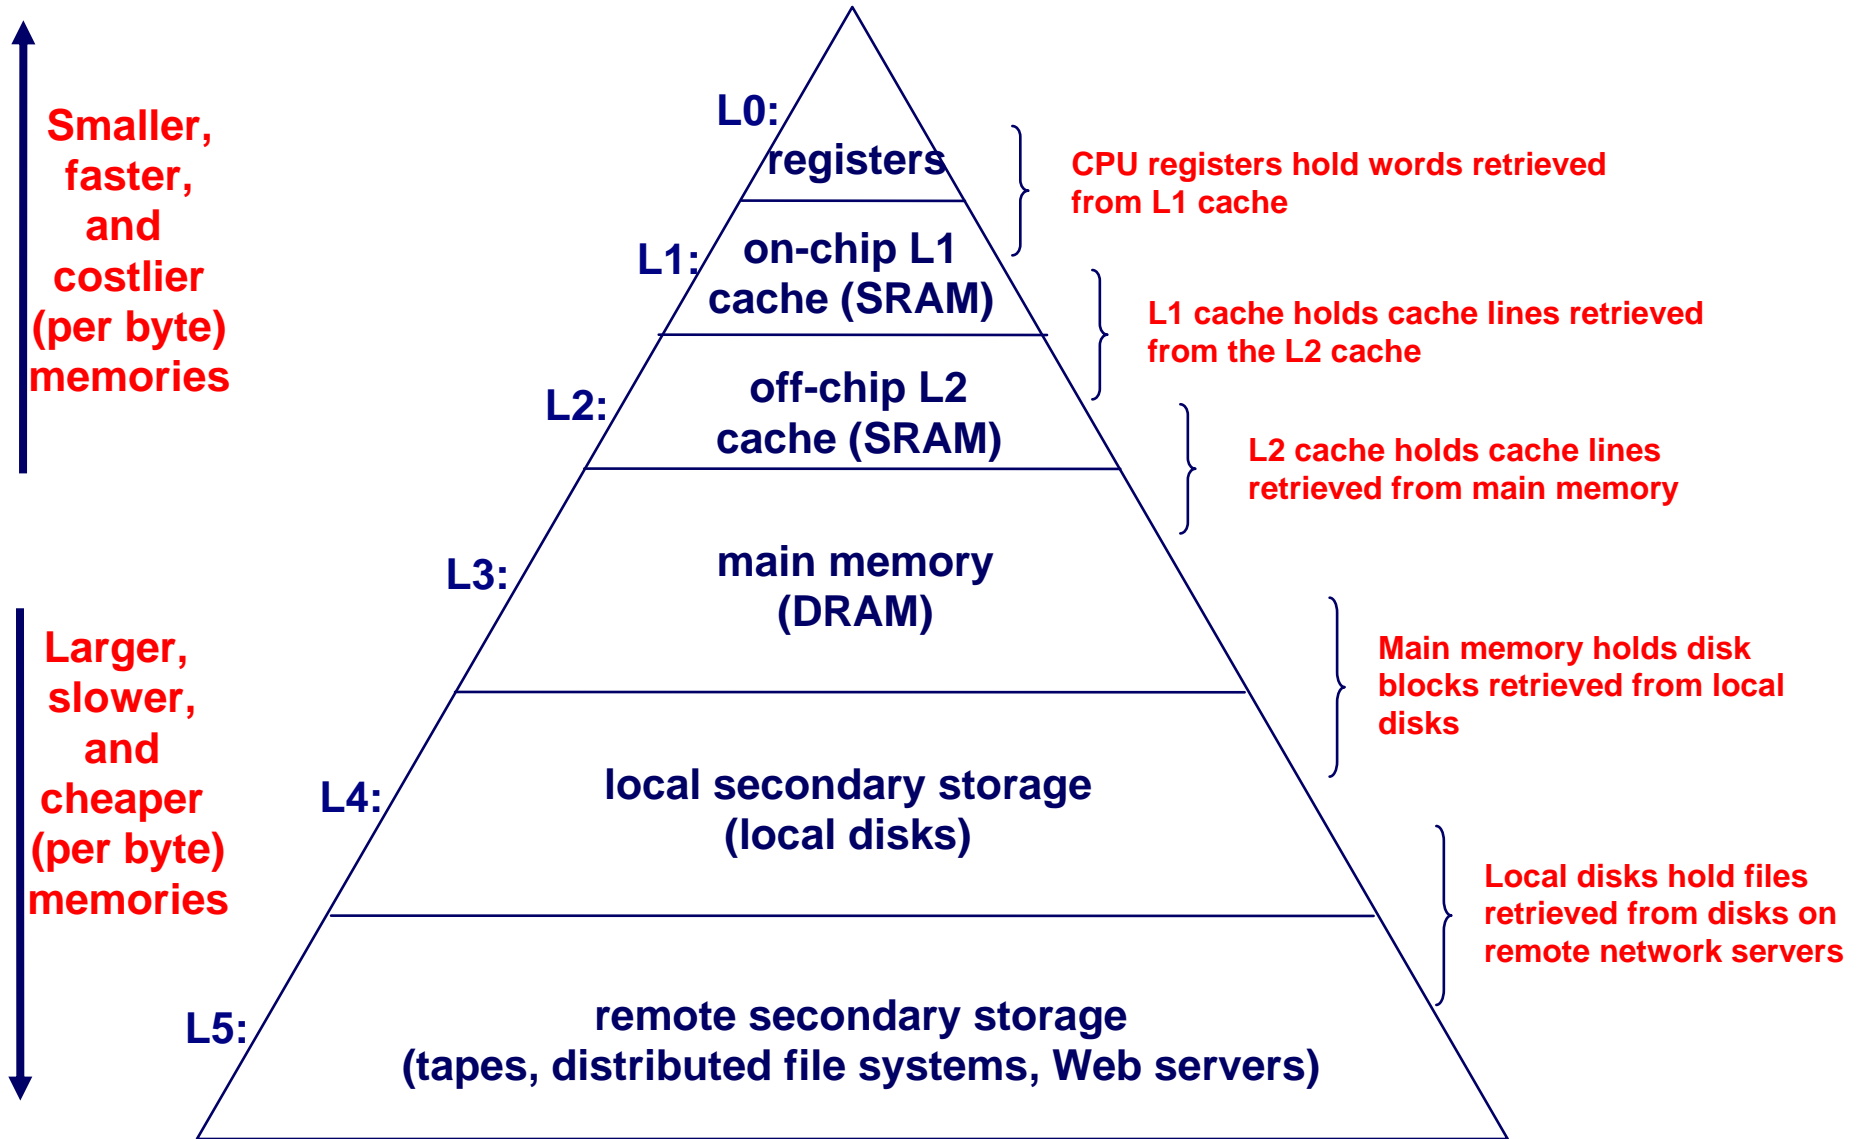 Smaller,
faster,
and
costlier
(per byte)
memories
Larger,
slower,
and
cheaper
(per byte)
memories
L0:
registers
L1:
on-chip L1
cache (SRAM)
L2:
off-chip L2
cache (SRAM)
L3:
main memory
(DRAM)
L4:
local secondary storage
(local disks)
L5:
remote secondary storage
(tapes, distributed file systems, Web servers)
CPU registers hold words retrieved
from L1 cache
L1 cache holds cache lines retrieved
from the L2 cache
L2 cache holds cache lines
retrieved from main memory
Main memory holds disk
blocks retrieved from local
disks
Local disks hold files
retrieved from disks on
remote network servers